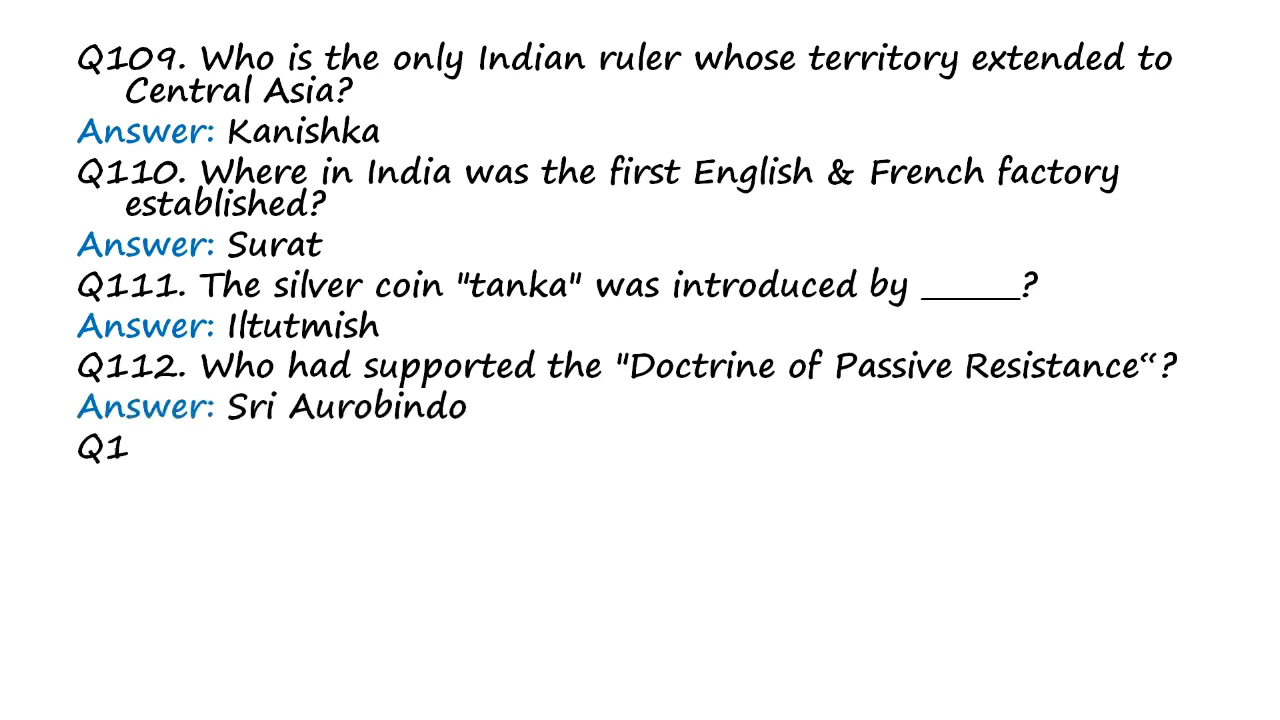 Q109. Who is the only Indian ruler whose territory extended to
Central Asia?
Answer: Kanishka
Q110. Where in India was the first English & French factory
established?
Answer: Surat
Q111. The silver coin "tanka" was introduced by ______?
Answer: Iltutmish
Q112. Who had supported the "Doctrine of Passive Resistance“?
Answer: Sri Aurobindo
Q1